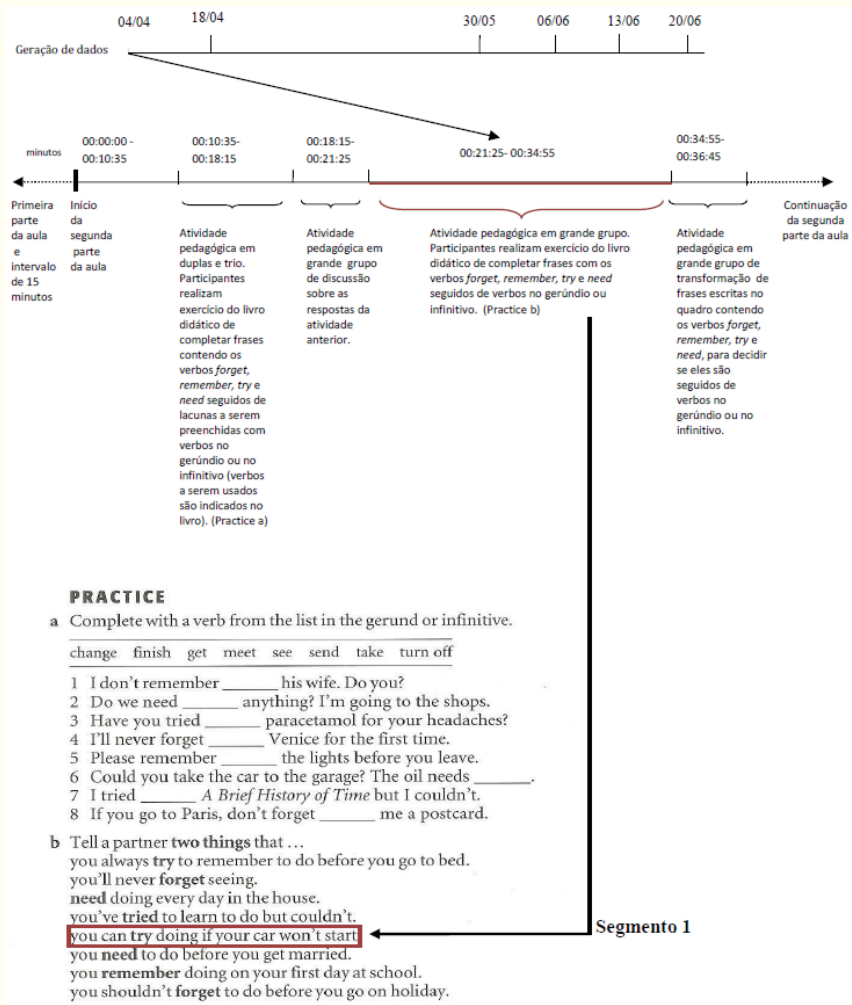 04/04
18/04
30/05
06/06
13/06
20/06
Geração de dados
minutos
00:00:00 -
00:10:35
00:10:35-
00:18:15
00:18:15-
00:21:25
00:21:25- 00:34:55
00:34:55-
00:36:45
Primeira
parte
da aula
e
intervalo
de 15
minutos
Início
da
segunda
parte
da aula
Atividade
pedagógica em
duplas e trio.
Participantes
realizam
exercício do livro
didático de
completar frases
contendo os
verbos forget,
remember, try e
need seguidos de
lacunas a serem
preenchidas com
verbos no
gerúndio ou no
infinitivo (verbos
a serem usados
são indicados no
livro). (Practice a)
Atividade
pedagógica em
grande grupo
de discussão
sobre as
respostas da
atividade
anterior.
Atividade pedagógica em grande grupo.
Participantes realizam exercício do livro
didático de completar frases com os
verbos forget, remember, try e need
seguidos de verbos no gerúndio ou
infinitivo. (Practice b)
Atividade
pedagógica em
grande grupo de
transformação de
frases escritas no
quadro contendo
os verbos forget,
remember, try e
need, para decidir
se eles são
seguidos de
verbos no
gerúndio ou no
infinitivo.
Continuação
da segunda
parte da aula
PRACTICE
a Complete with a verb from the list in the gerund or infinitive.
change finish get meet see send take turn off
1 I don't remember ______ his wife. Do you?
2 Do we need ______ anything? I'm going to the shops.
3 Have you tried ______ paracetamol for your headaches?
4 I'll never forget ______ Venice for the first time.
5 Please remember ______ the lights before you leave.
6 Could you take the car to the garage? The oil needs ______.
7 I tried ______ A Brief History of Time but I couldn't.
8 If you go to Paris, don't forget ______ me a postcard.
b Tell a partner two things that ...
you always try to remember to do before you go to bed.
you'll never forget seeing.
need doing every day in the house.
you've tried to learn to do but couldn't.
you can try doing if your car won't start
Segmento 1
you need to do before you get married.
you remember doing on your first day at school.
you shouldn't forget to do before you go on holiday.